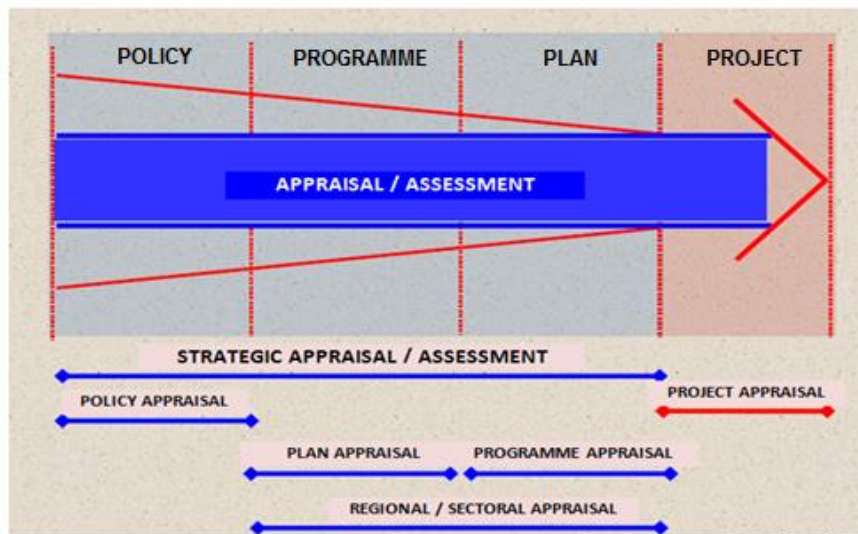 POLICY PROGRAMME PLAN PROJECT
APPRAISAL / ASSESSMENT
STRATEGIC APPRAISAL / ASSESSMENT
POLICY APPRAISAL
PROJECT APPRAISAL
PLAN APPRAISAL PROGRAMME APPRAISAL
REGIONAL / SECTORAL APPRAISAL